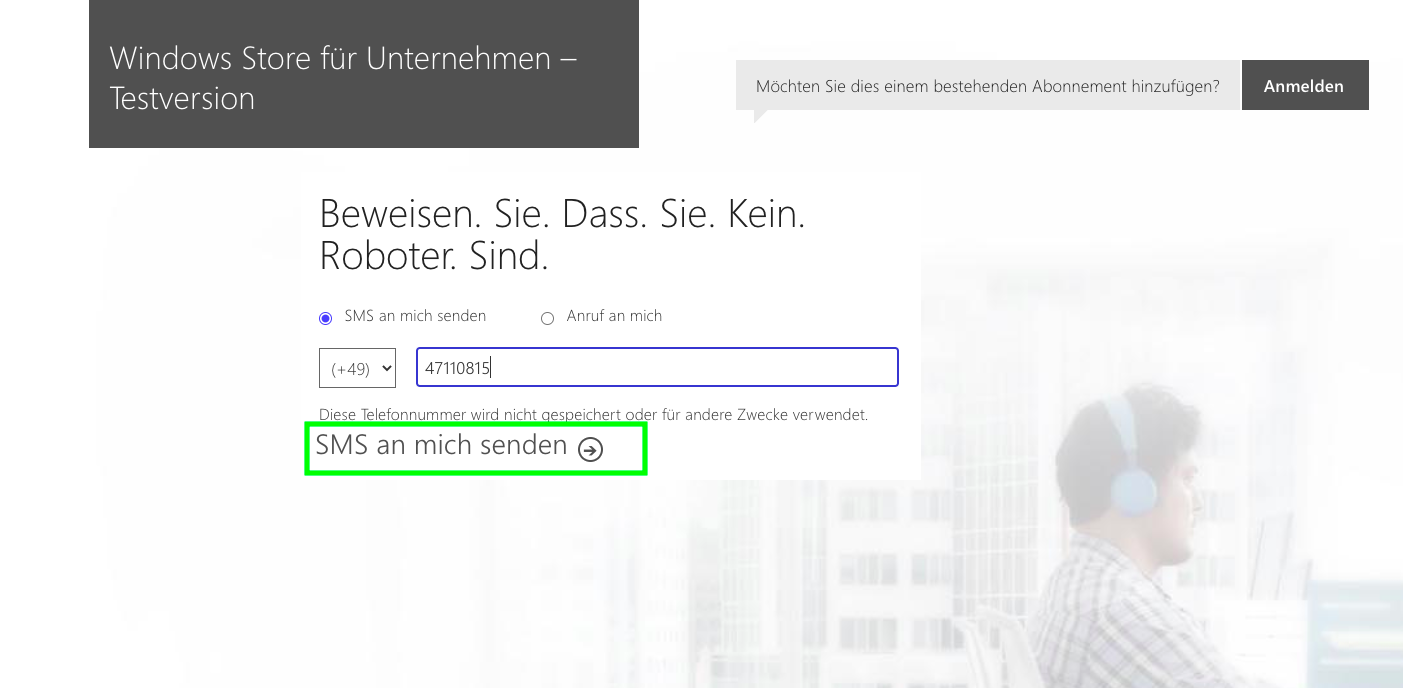 Windows Store für Unternehmen –
Testversion
Möchten Sie dies einem bestehenden Abonnement hinzufügen?
Anmelden
Beweisen. Sie. Dass. Sie. Kein.
Roboter. Sind.
SMS an mich senden
Anruf an mich
(+49)
47110815
Diese Telefonnummer wird nicht gespeichert oder für andere Zwecke verwendet.
SMS an mich senden